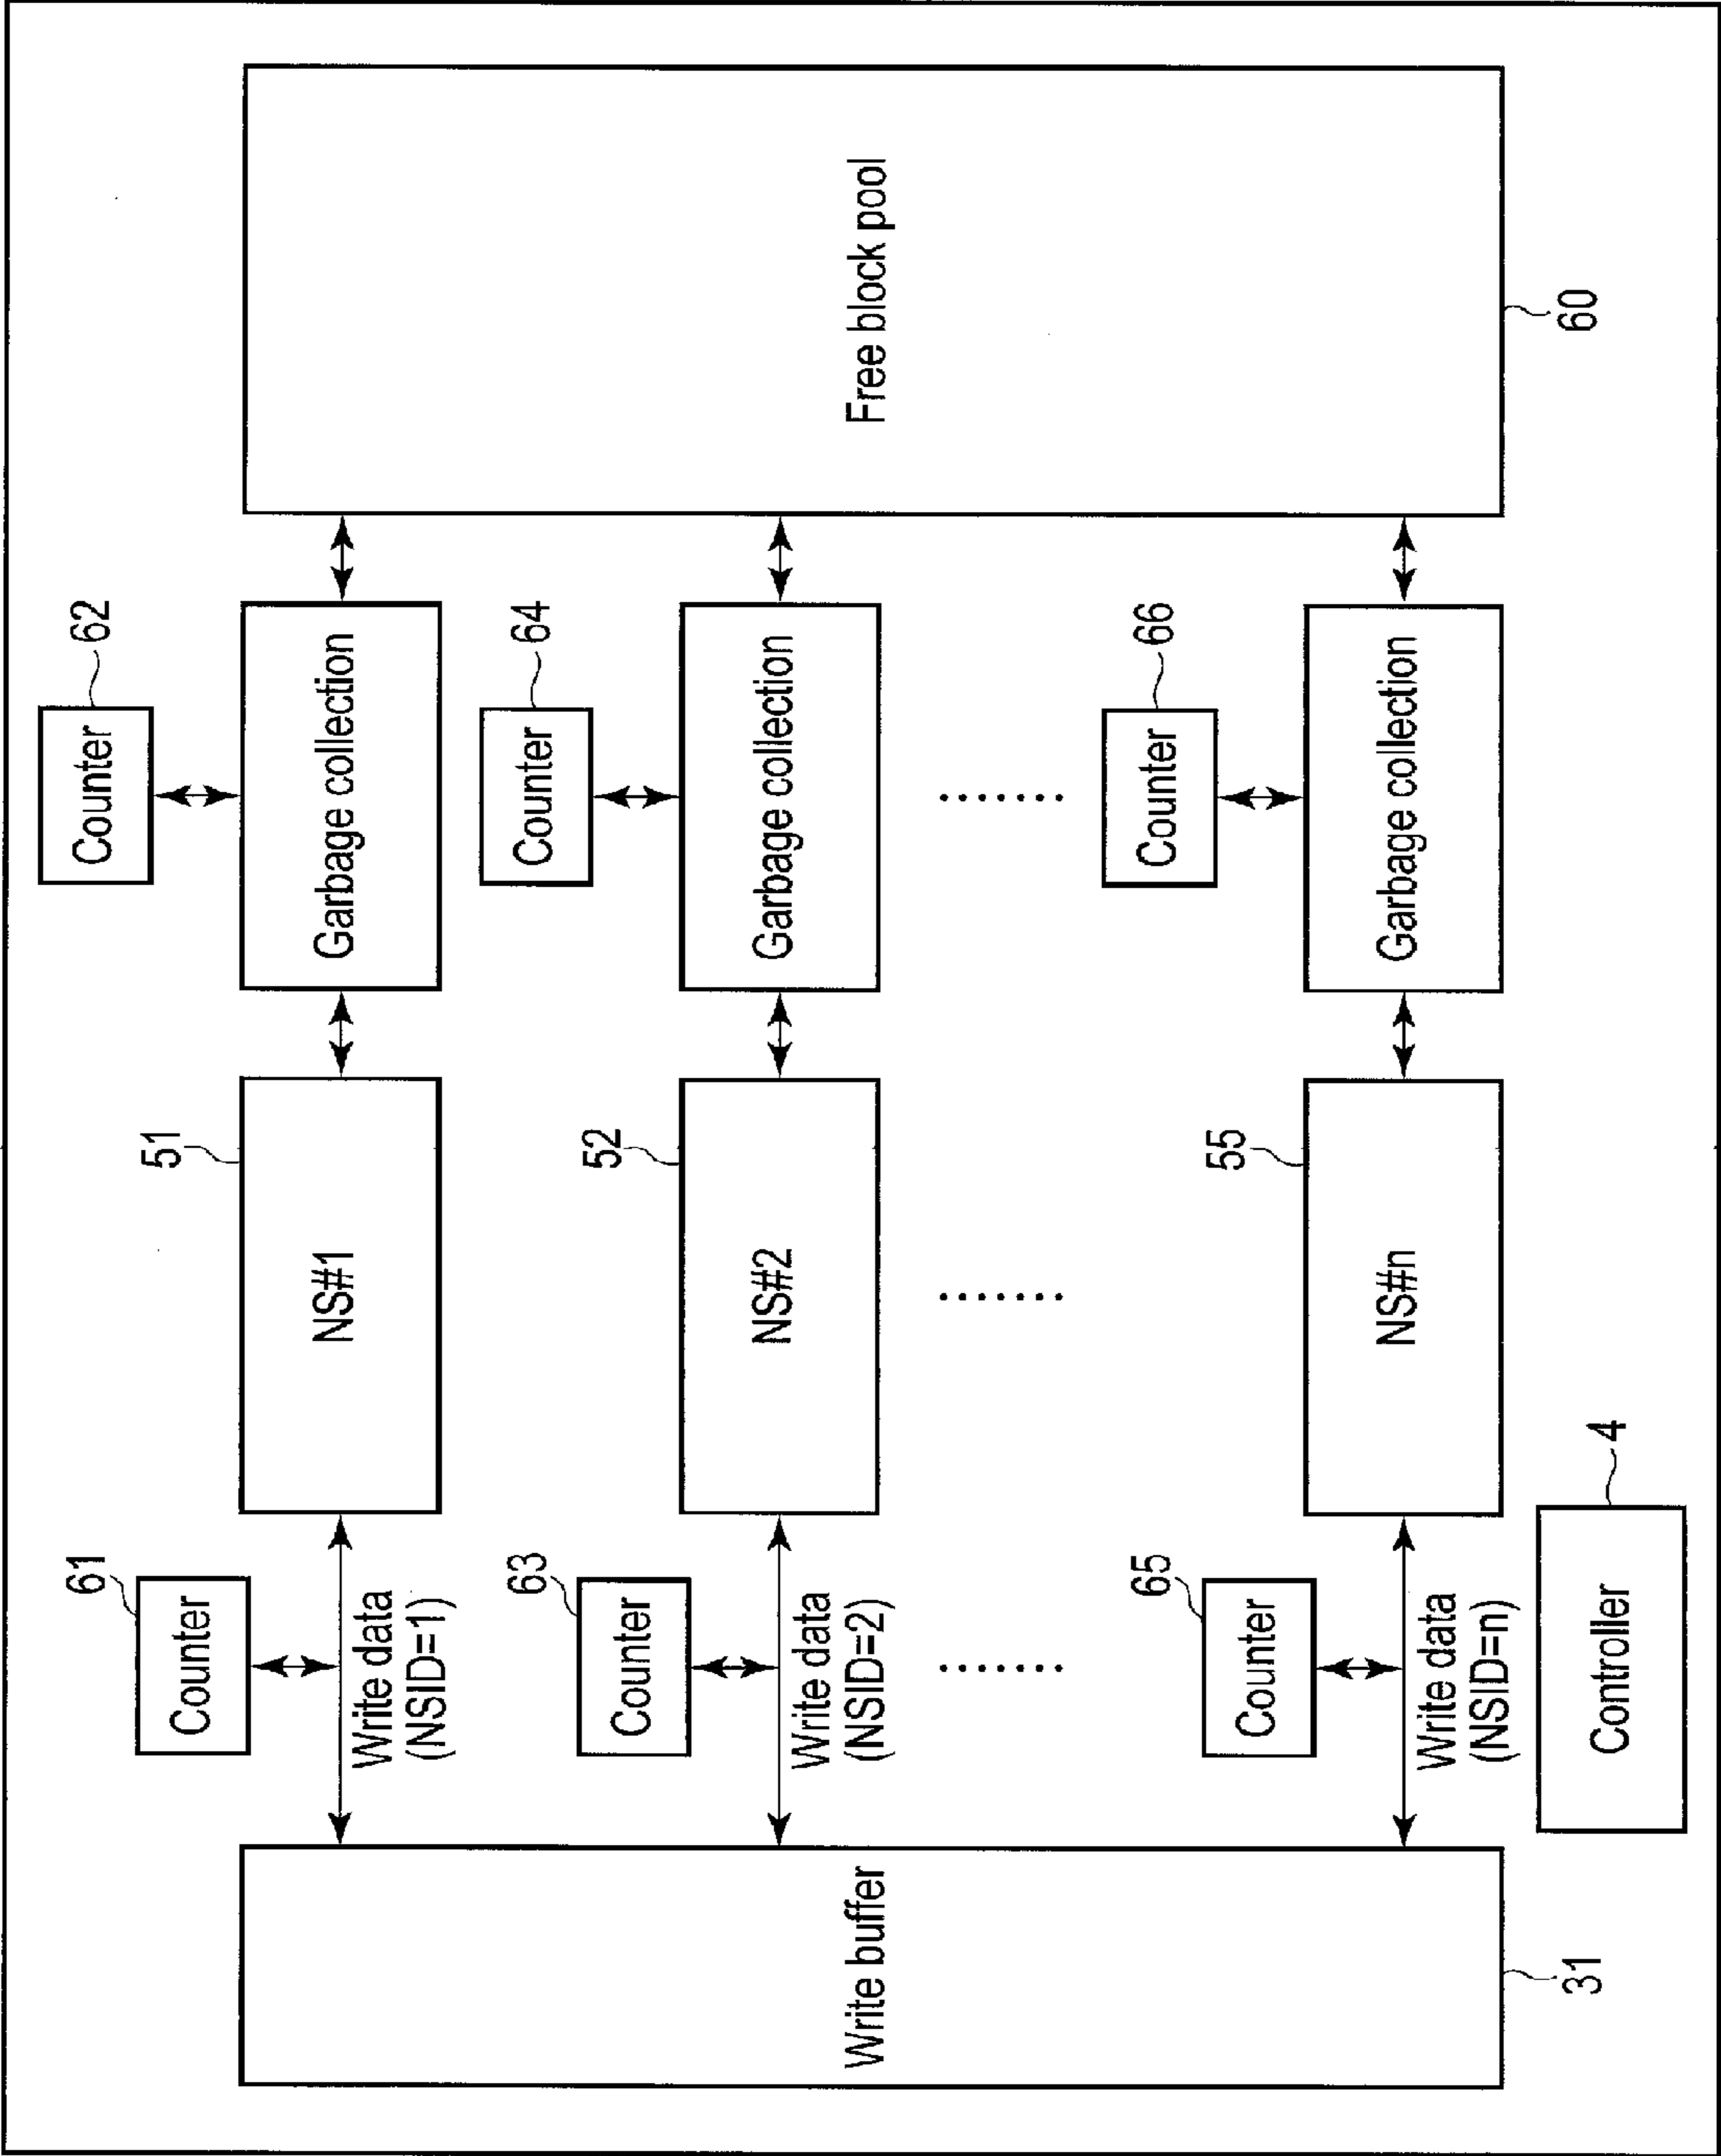 Counter
62
Counter
64
Counter
66
51
52
55
61
Counter
63
Counter
65
Counter
Write buffer
31
Write data
(NSID=1)
Write data
(NSID=2)
Write data
(NSID=n)
NS#1
NS#2
NS#n
Garbage collection
Garbage collection
Garbage collection
Free block pool
60
Controller
4